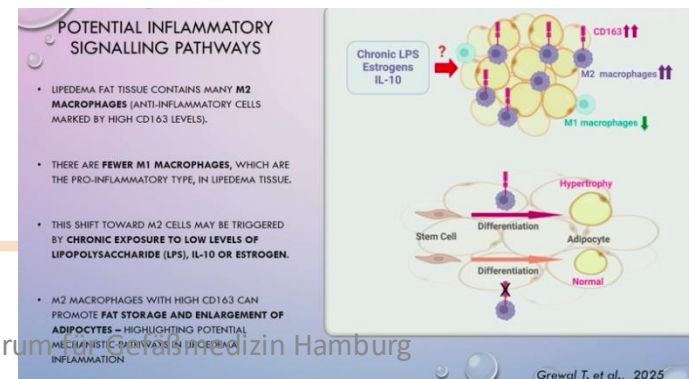 POTENTIAL INFLAMMATORY
SIGNALLING PATHWAYS
• LIPEDEMA FAT TISSUE CONTAINS MANY M2
MACROPHAGES (ANTI-INFLAMMATORY CELLS
MARKED BY HIGH CD163 LEVELS).
• THERE ARE FEWER M1 MACROPHAGES, WHICH ARE
THE PRO-INFLAMMATORY TYPE, IN LIPEDEMA TISSUE.
• THIS SHIFT TOWARD M2 CELLS MAY BE TRIGGERED
BY CHRONIC EXPOSURE TO LOW LEVELS OF
LIPOPOLYSACCHARIDE (LPS), IL-10 OR ESTROGEN.
• M2 MACROPHAGES WITH HIGH CD163 CAN
PROMOTE FAT STORAGE AND ENLARGEMENT OF
ADIPOCYTES – HIGHLIGHTING POTENTIAL
MECHANISTIC PATHWAYS IN LIPOEDEMA
INFLAMMATION
rum für Gefäßmedizin Hamburg
Chronic LPS
Estrogens
IL-10
?
CD163
M2 macrophages
M1 macrophages
Hypertrophy
Stem Cell
Differentiation
Adipocyte
Differentiation
Normal
Grewal T, et al., 2025